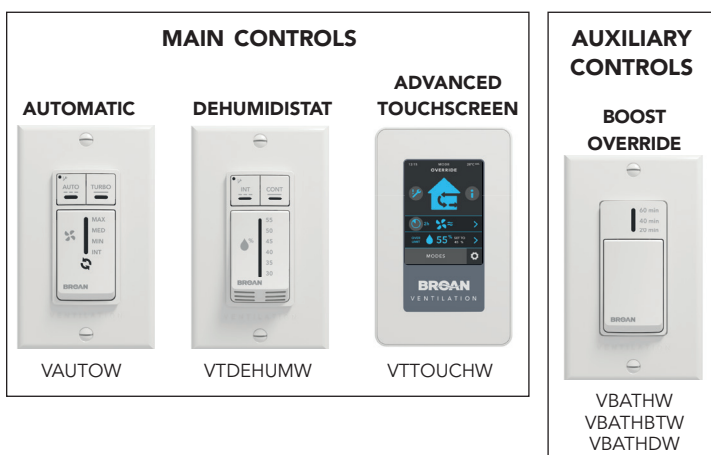 MAIN CONTROLS
AUTOMATIC
AUTO TURBO
MAX
MED
MIN
INT
BROAN
VAUTOW
DEHUMIDISTAT
INT CONT
55
50
45
40
35
30
BROAN
VTDEHUMW
ADVANCED
TOUCHSCREEN
OVERRIDE
55%
MODES
BROAN
VENTILATION
VTTOUCHW
AUXILIARY
CONTROLS
BOOST
OVERRIDE
60 min
40 min
20 min
BROAN
VBATHW
VBATHBTW
VBATHDW